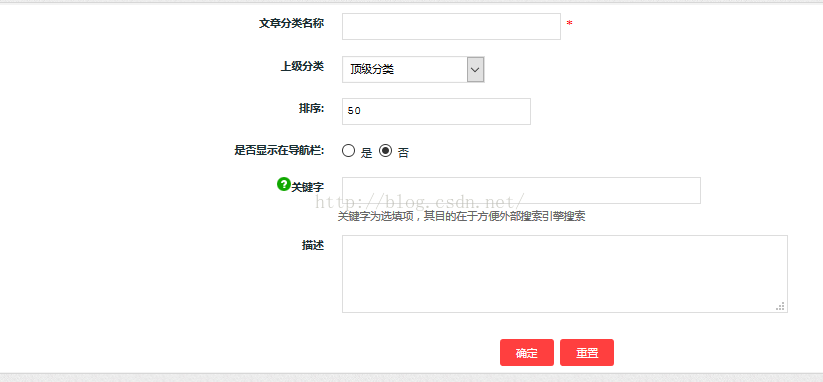 文章分类名称 *
上级分类 顶级分类
排序: 50
是否显示在导航栏: 是 否
?关键字
http://blog.csdn.net/
关键字为选填项，其目的在于方便外部搜索引擎搜索
描述
确定 重置